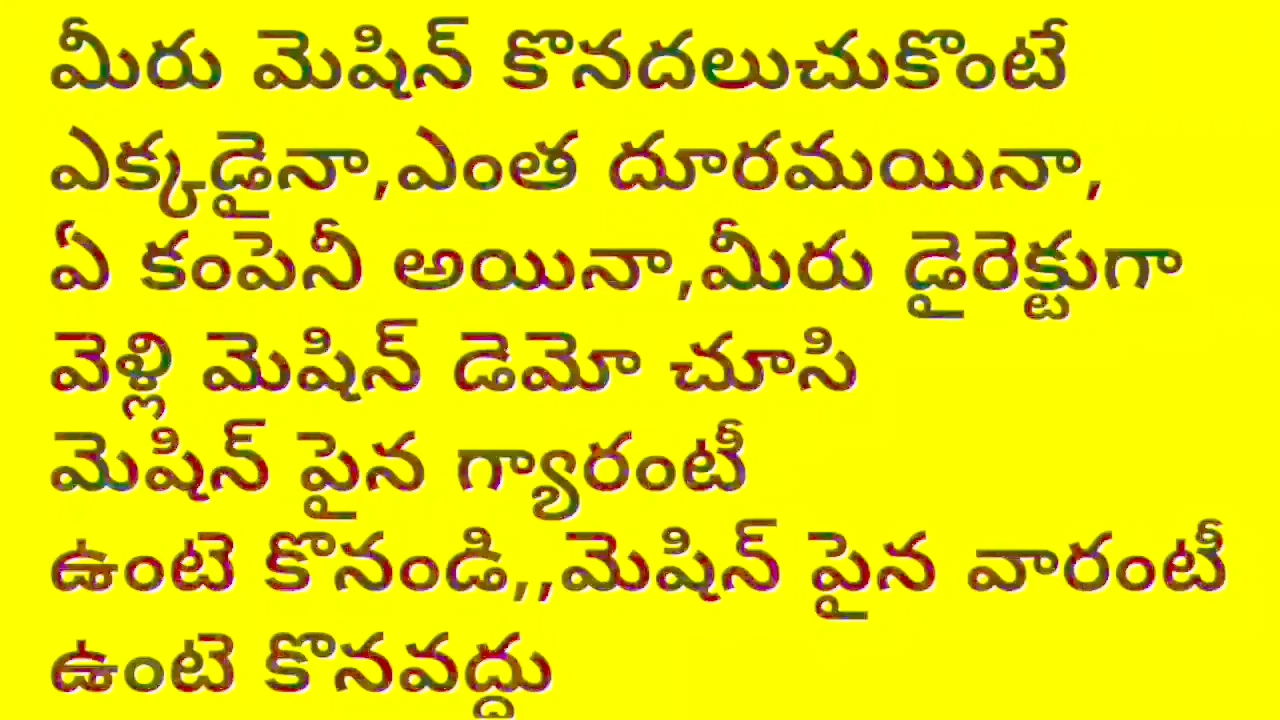 మీరు మెషిన్ కొనదలుచుకొంటే
ఎక్కడైనా,ఎంత దూరమయినా,
ఏ కంపెనీ అయినా,మీరు డైరెక్టుగా
వెళ్లి మెషిన్ డెమో చూసి
మెషిన్ పైన గ్యారంటీ
ఉంటె కొనండి,,మెషిన్ పైన వారంటీ
ఉంటె కొనవద్దు